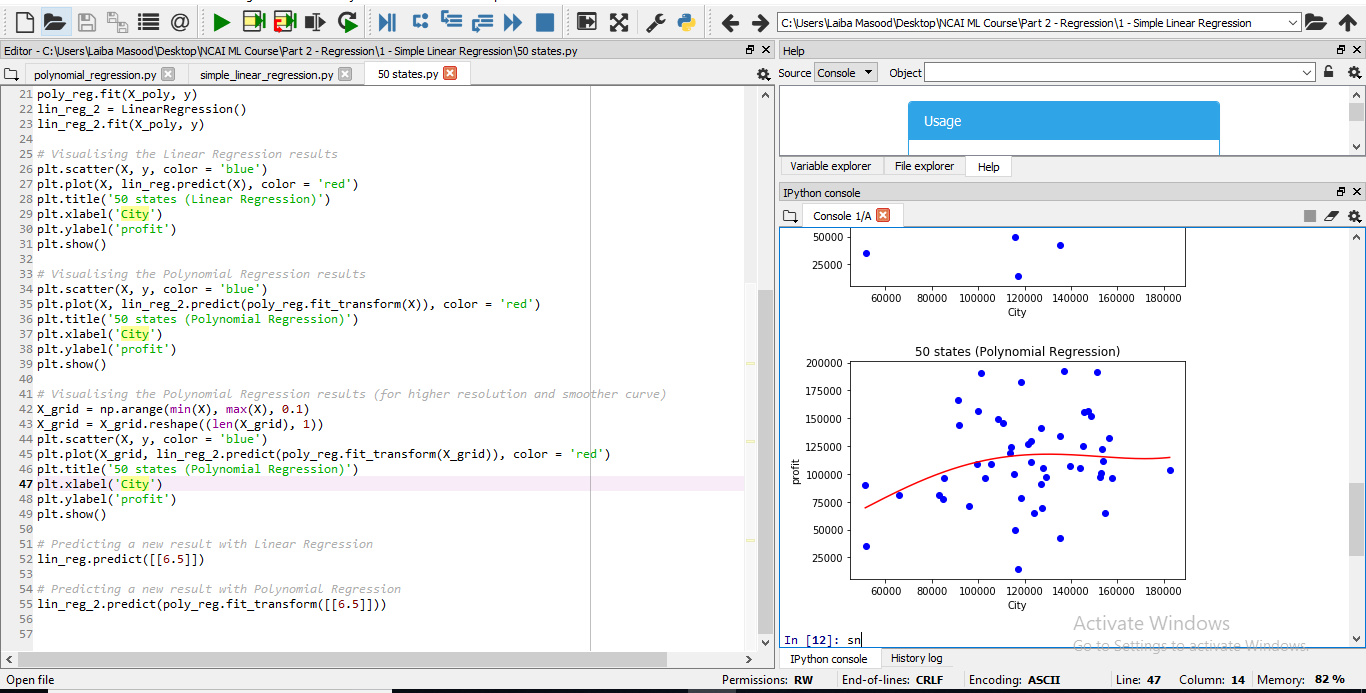 C:\Users\Laiba Masood\Desktop\NCAI ML Course\Part 2 - Regression\1 - Simple Linear Regression
Editor - C:\Users\Laiba Masood\Desktop\NCAI ML Course\Part 2 - Regression\1 - Simple Linear Regression\50 states.py
polynomial_regression.py simple_linear_regression.py 50 states.py
21 poly_reg.fit(X_poly, y)
22 lin_reg_2 = LinearRegression()
23 lin_reg_2.fit(X_poly, y)
24
25 # Visualising the Linear Regression results
26 plt.scatter(X, y, color = 'blue')
27 plt.plot(X, lin_reg.predict(X), color = 'red')
28 plt.title('50 states (Linear Regression)')
29 plt.xlabel('City')
30 plt.ylabel('profit')
31 plt.show()
32
33 # Visualising the Polynomial Regression results
34 plt.scatter(X, y, color = 'blue')
35 plt.plot(X, lin_reg_2.predict(poly_reg.fit_transform(X)), color = 'red')
36 plt.title('50 states (Polynomial Regression)')
37 plt.xlabel('City')
38 plt.ylabel('profit')
39 plt.show()
40
41 # Visualising the Polynomial Regression results (for higher resolution and smoother curve)
42 X_grid = np.arange(min(X), max(X), 0.1)
43 X_grid = X_grid.reshape((len(X_grid), 1))
44 plt.scatter(X, y, color = 'blue')
45 plt.plot(X_grid, lin_reg_2.predict(poly_reg.fit_transform(X_grid)), color = 'red')
46 plt.title('50 states (Polynomial Regression)')
47 plt.xlabel('City')
48 plt.ylabel('profit')
49 plt.show()
50
51 # Predicting a new result with Linear Regression
52 lin_reg.predict([[6.5]])
53
54 # Predicting a new result with Polynomial Regression
55 lin_reg_2.predict(poly_reg.fit_transform([[6.5]]))
56
57
Help
Source Console Object
Usage
Variable explorer File explorer Help
IPython console
Console 1/A
50000
25000
60000 80000 100000 120000 140000 160000 180000
City
50 states (Polynomial Regression)
200000
175000
150000
125000
100000
75000
50000
25000
profit
60000 80000 100000 120000 140000 160000 180000
City
Activate Windows
Go to Settings to activate Windows.
In [12]: sn
IPython console History log
Open file Permissions: RW End-of-lines: CRLF Encoding: ASCII Line: 47 Column: 14 Memory: 82 %